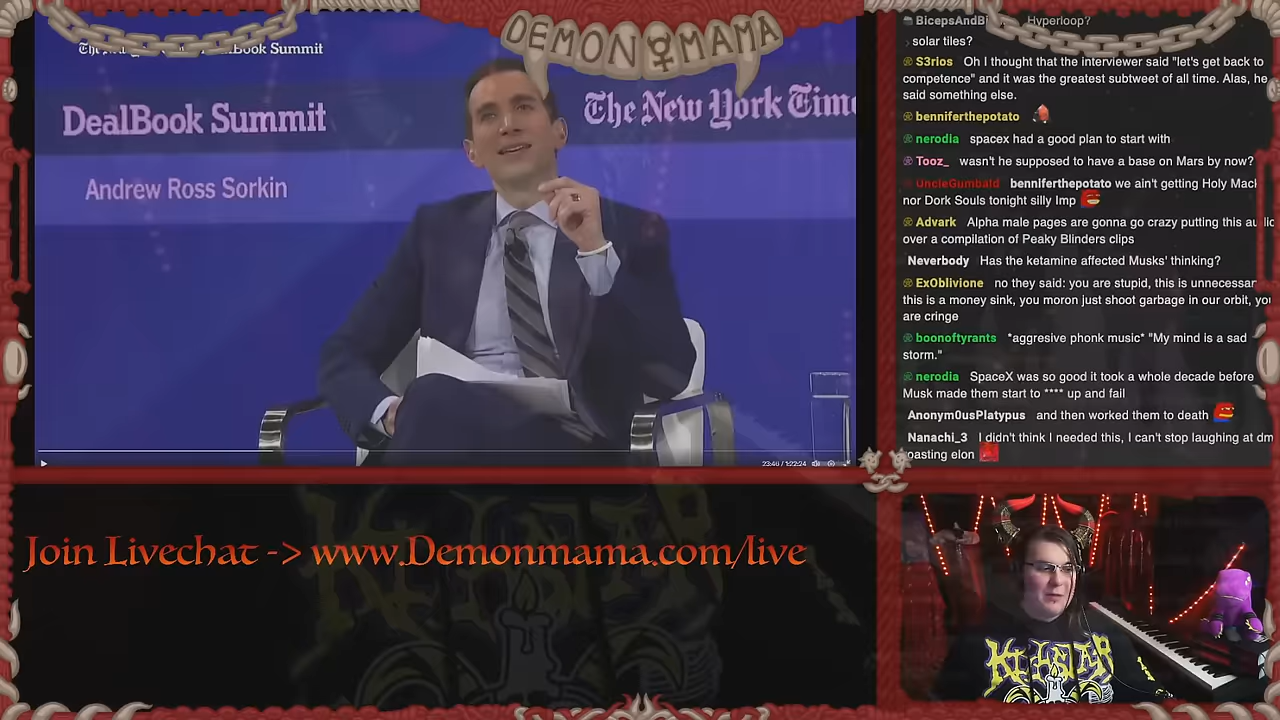 DEMON MAMA
DealBook Summit
The New York Time
Andrew Ross Sorkin
23:46 / 1:22:24
Join Livechat -> www.Demonmama.com/live
BicepsAndB Hyperloop?
solar tiles?
S3rios Oh I thought that the interviewer said "let's get back to
competence" and it was the greatest subtweet of all time. Alas, he
said something else.
benniferthepotato
nerodia spacex had a good plan to start with
Tooz_ wasn't he supposed to have a base on Mars by now?
UncleGumbald benniferthepotato we ain't getting Holy Mack
nor Dork Souls tonight silly Imp
Advark Alpha male pages are gonna go crazy putting this audio
over a compilation of Peaky Blinders clips
Neverbody Has the ketamine affected Musks' thinking?
ExOblivione no they said: you are stupid, this is unnecessar
this is a money sink, you moron just shoot garbage in our orbit, you
are cringe
boonoftyrants *aggresive phonk music* "My mind is a sad
storm."
nerodia SpaceX was so good it took a whole decade before
Musk made them start to **** up and fail
Anonym0usPlatypus and then worked them to death
Nanachi_3 I didn't think I needed this, I can't stop laughing at dm
oasting elon
KILLSTAR